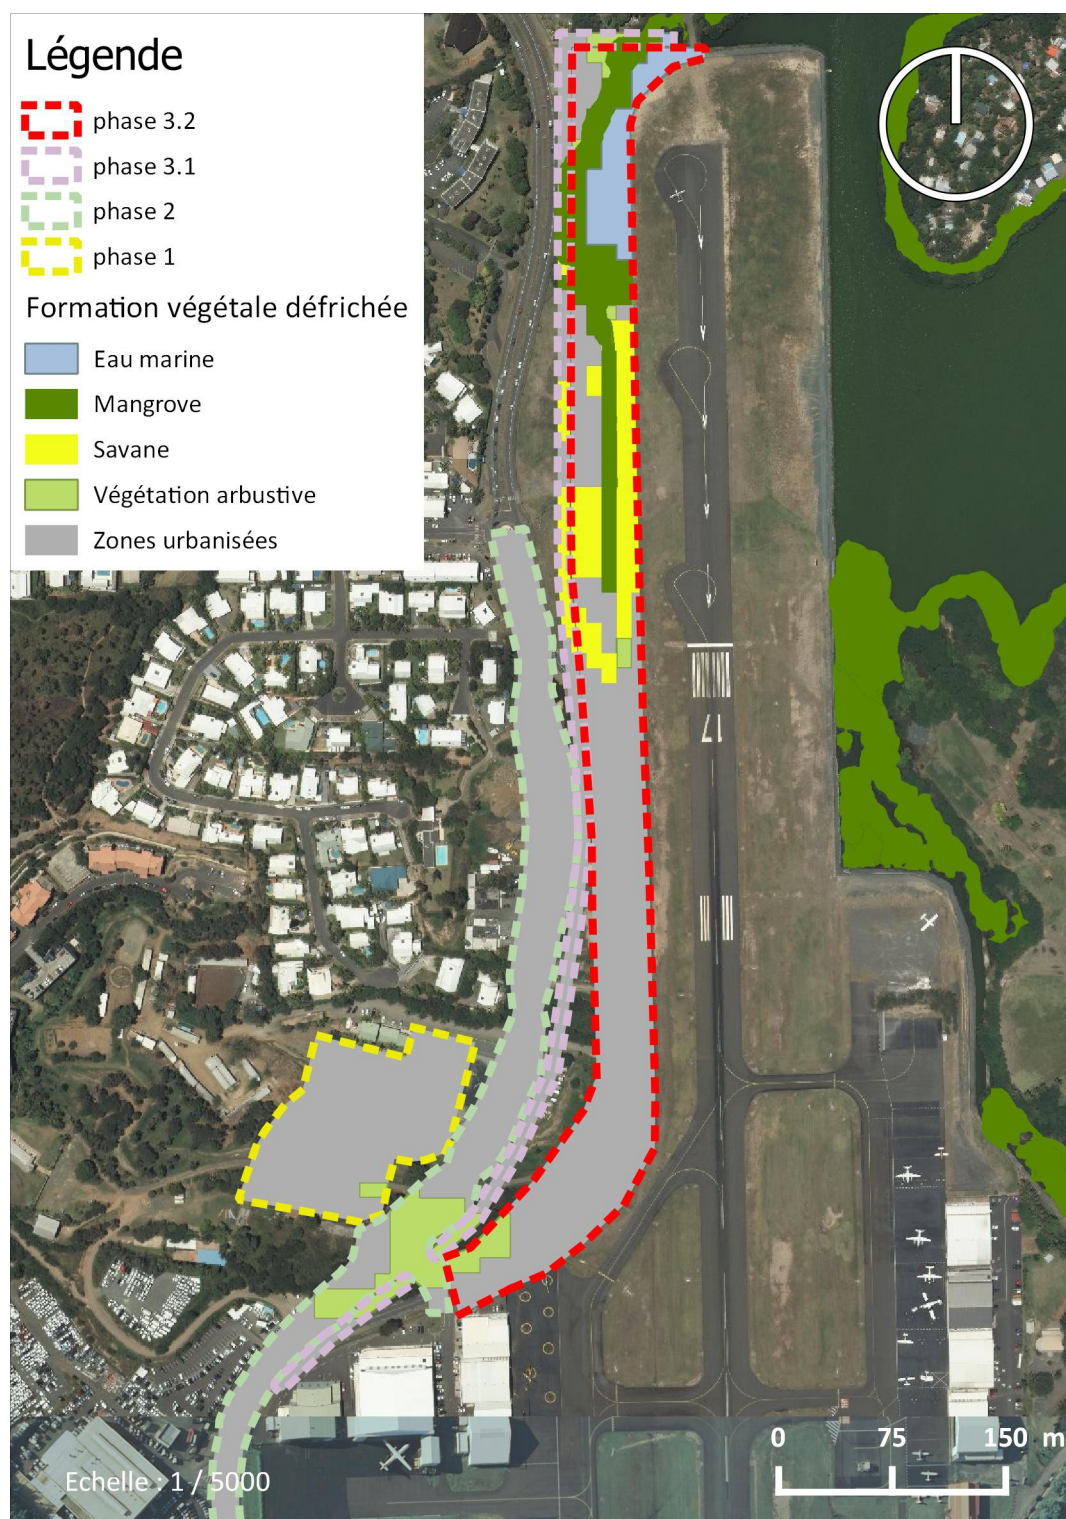 Légende
phase 3.2
phase 3.1
phase 2
phase 1
Formation végétale défrichée
Eau marine
Mangrove
Savane
Végétation arbustive
Zones urbanisées
17
0 75 150 m
Echelle : 1 / 5000